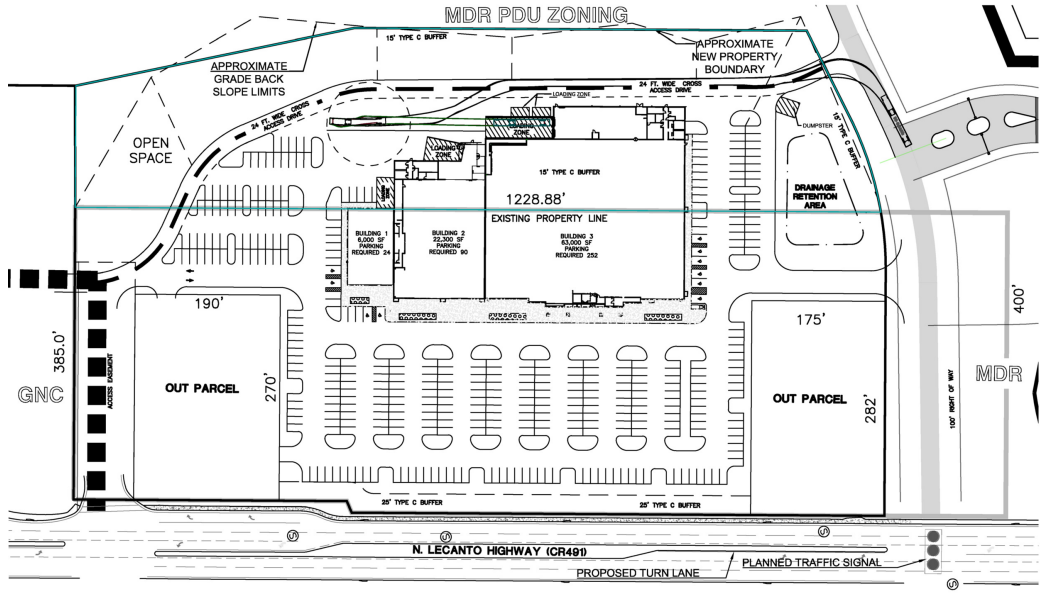 MDR PDU ZONING
15' TYPE C BUFFER
APPROXIMATE
GRADE BACK
SLOPE LIMITS
APPROXIMATE
NEW PROPERTY
BOUNDARY
24 FT. WIDE CROSS
ACCESS DRIVE
24 FT. WIDE CROSS
ACCESS DRIVE
LOADING ZONE
LOADING
ZONE
LOADING
ZONE
LOADING
ZONE
DUMPSTER
15' TYPE C BUFFER
OPEN
SPACE
15' TYPE C BUFFER
DRAINAGE
RETENTION
AREA
1228.88'
EXISTING PROPERTY LINE
BUILDING 1
6,000 SF
PARKING
REQUIRED 24
BUILDING 2
22,300 SF
PARKING
REQUIRED 90
BUILDING 3
63,000 SF
PARKING
REQUIRED 252
190'
175'
400'
385.0'
GNC
ACCESS EASEMENT
OUT PARCEL
270'
OUT PARCEL
282'
100' RIGHT OF WAY
MDR
25' TYPE C BUFFER
25' TYPE C BUFFER
N. LECANTO HIGHWAY (CR491)
PROPOSED TURN LANE
PLANNED TRAFFIC SIGNAL